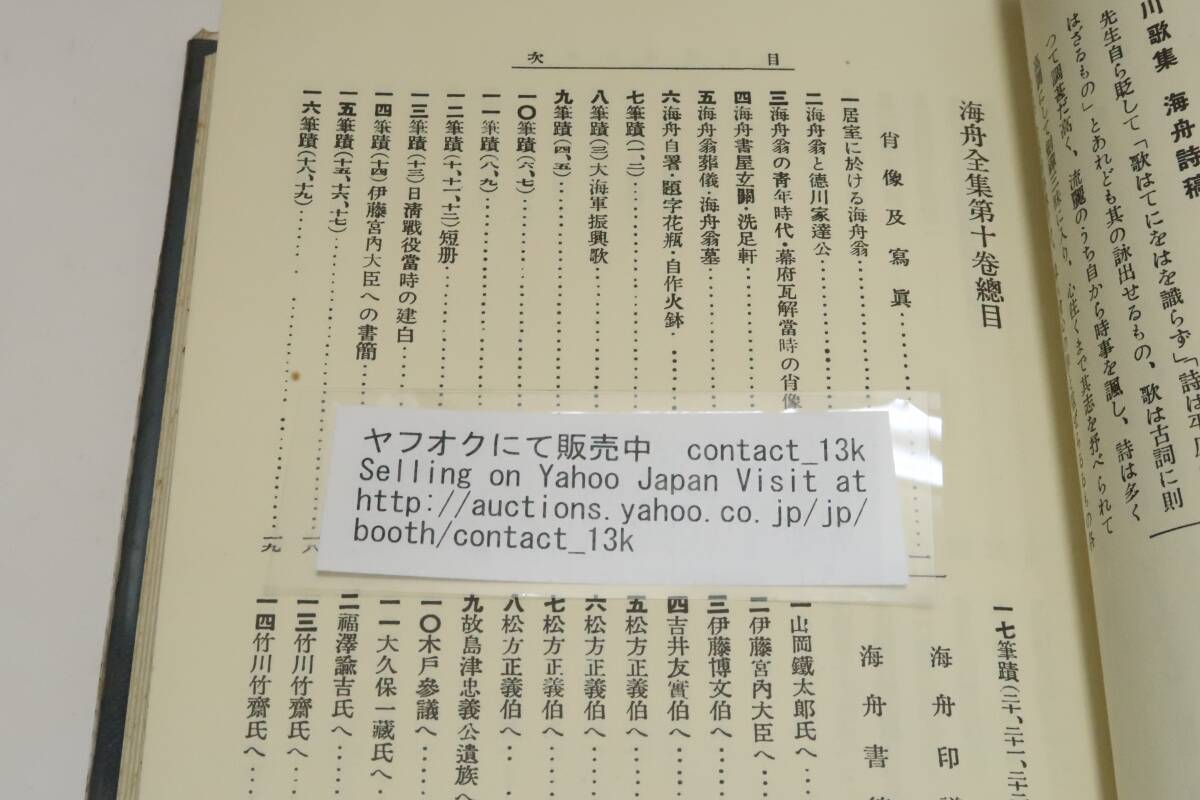 川歌集　海舟詩稿
先生自ら貶して「歌はてにをはを識らず」「詩は平
はざるもの」とあれども其の詠出せるもの、歌は古詞に則
つて調甚だ高く、流麗のうち自から時事を諷し、詩は多く
目次
海舟全集第十卷總目
肖像及寫眞
一居室に於ける海舟翁
二海舟翁と德川家達公
三海舟翁の青年時代・幕府瓦解當時の肖像
四海舟書屋玄關・洗足軒
五海舟翁葬儀・海舟翁墓
六海舟自署・題字花瓶・自作火鉢
七筆蹟(一、二)
八筆蹟(三)大海軍振興歌
九筆蹟(四、五)
一〇筆蹟(六、七)
一一筆蹟(八、九)
一二筆蹟(十、十一、十二)短册
一三筆蹟(十三)日淸戰役當時の建白
一四筆蹟(十四)伊藤宮內大臣への書簡
一五筆蹟(十五、十六、十七)
一六筆蹟(十八、十九)
一九
ヤフオクにて販売中　contact_13k
Selling on Yahoo Japan Visit at
http://auctions.yahoo.co.jp/jp/
booth/contact_13k
一七筆蹟(二十、二十一、二十二
海舟印
海舟書
一山岡鐵太郎氏へ
二伊藤宮內大臣へ
三伊藤博文伯へ
四吉井友實伯へ
五松方正義伯へ
六松方正義伯へ
七松方正義伯へ
八松方正義伯へ
九故島津忠義公遺族へ
一〇木戶參議へ
一一大久保一藏氏へ
二福澤諭吉氏へ
一三竹川竹齋氏へ
一四竹川竹齋氏へ